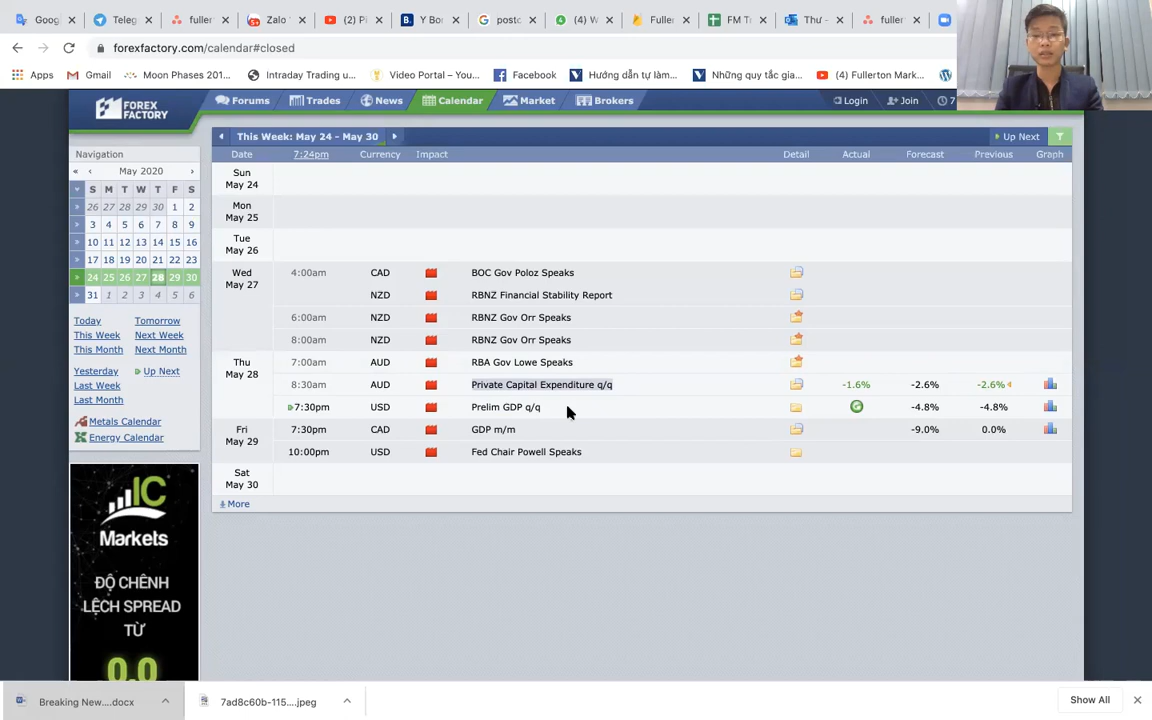 Goog
Teleg
fullert
Zalo
(2) Pi
Y Bon
postc
(4) W
Fuller
FM Tr
Thư -
fullert
forexfactory.com/calendar#closed
Apps
Gmail
Moon Phases 201...
Intraday Trading u...
Video Portal – You...
Facebook
Hướng dẫn tự làm...
Những quy tắc gia...
(4) Fullerton Mark...
FOREX
FACTORY
Forums
Trades
News
Calendar
Market
Brokers
Login
Join
7
Navigation
« ‹ May 2020 ›
S M T W T F S
» 26 27 28 29 30 1 2
» 3 4 5 6 7 8 9
» 10 11 12 13 14 15 16
» 17 18 19 20 21 22 23
» 24 25 26 27 28 29 30
» 31 1 2 3 4 5 6
Today Tomorrow
This Week Next Week
This Month Next Month
Yesterday Up Next
Last Week
Last Month
Metals Calendar
Energy Calendar
This Week: May 24 - May 30
Up Next
Date 7:24pm Currency Impact Detail Actual Forecast Previous Graph
Sun
May 24
Mon
May 25
Tue
May 26
Wed
May 27
4:00am CAD BOC Gov Poloz Speaks
NZD RBNZ Financial Stability Report
6:00am NZD RBNZ Gov Orr Speaks
8:00am NZD RBNZ Gov Orr Speaks
Thu
May 28
7:00am AUD RBA Gov Lowe Speaks
8:30am AUD Private Capital Expenditure q/q -1.6% -2.6% -2.6%
7:30pm USD Prelim GDP q/q -4.8% -4.8%
Fri
May 29
7:30pm CAD GDP m/m -9.0% 0.0%
10:00pm USD Fed Chair Powell Speaks
Sat
May 30
More
IC
Markets
ĐỘ CHÊNH
LỆCH SPREAD
TỪ
0.0
Breaking New....docx
7ad8c60b-115....jpeg
Show All